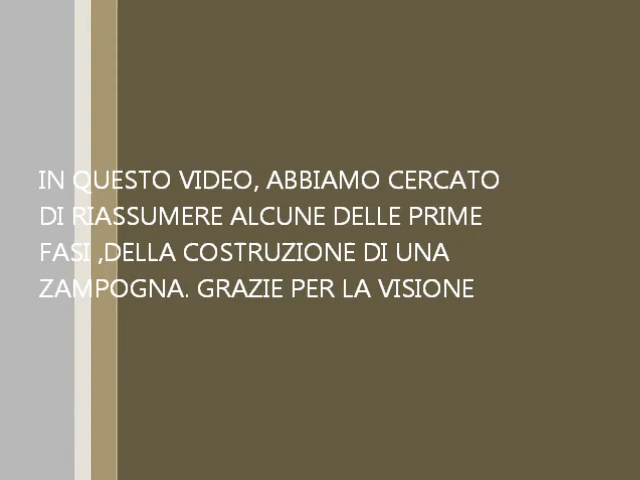 IN QUESTO VIDEO, ABBIAMO CERCATO
DI RIASSUMERE ALCUNE DELLE PRIME
FASI ,DELLA COSTRUZIONE DI UNA
ZAMPOGNA. GRAZIE PER LA VISIONE